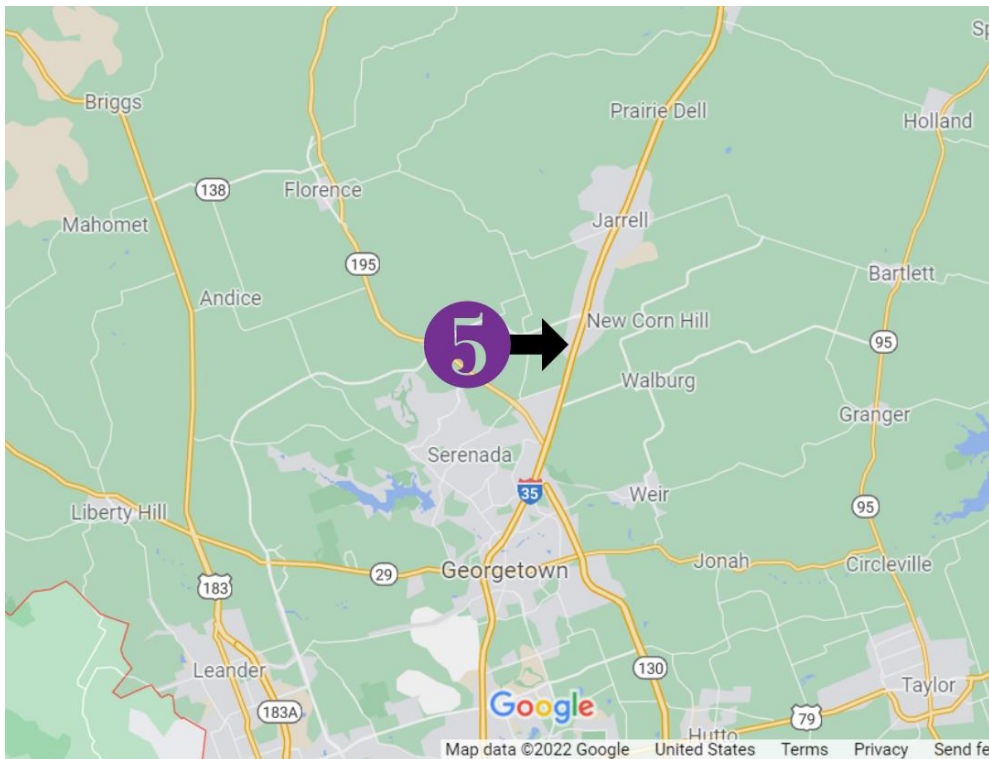 Sp
Briggs
Prairie Dell
Holland
138
Florence
Mahomet
Jarrell
195
Bartlett
Andice
New Corn Hill
5
95
Walburg
Granger
Serenada
35
Weir
Liberty Hill
95
Jonah
Circleville
Georgetown
29
183
Leander
130
Taylor
Google
183A
79
Hutto
Map data ©2022 Google United States Terms Privacy Send fe